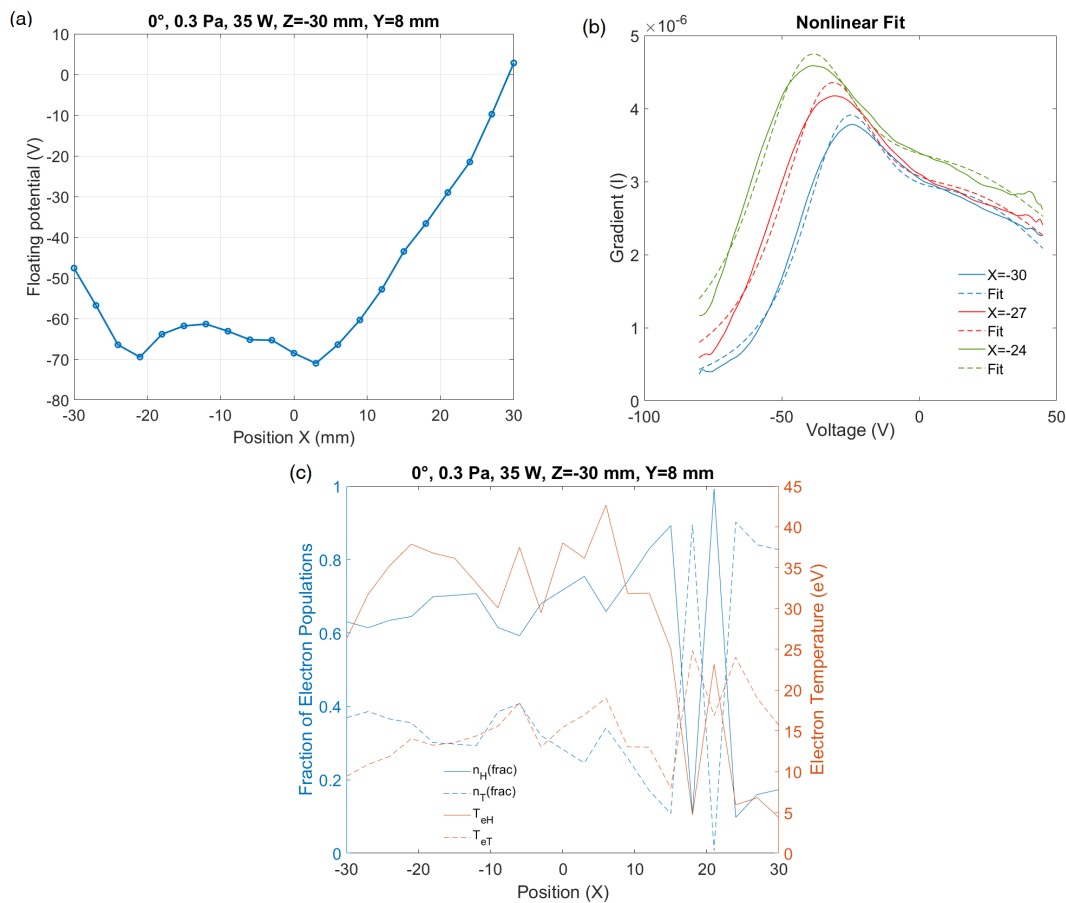 (a)
0°, 0.3 Pa, 35 W, Z=-30 mm, Y=8 mm
Floating potential (V)
10
0
-10
-20
-30
-40
-50
-60
-70
-80
-30 -20 -10 0 10 20 30
Position X (mm)
(b)
Nonlinear Fit
×10^-6
Gradient (I)
5
4
3
2
1
0
X=-30
Fit
X=-27
Fit
X=-24
Fit
-100 -50 0 50
Voltage (V)
(c)
0°, 0.3 Pa, 35 W, Z=-30 mm, Y=8 mm
Fraction of Electron Populations
1
0.8
0.6
0.4
0.2
0
n_H(frac)
n_T(frac)
T_eH
T_eT
45
40
35
30
25
20
15
10
5
0
Electron Temperature (eV)
-30 -20 -10 0 10 20 30
Position (X)